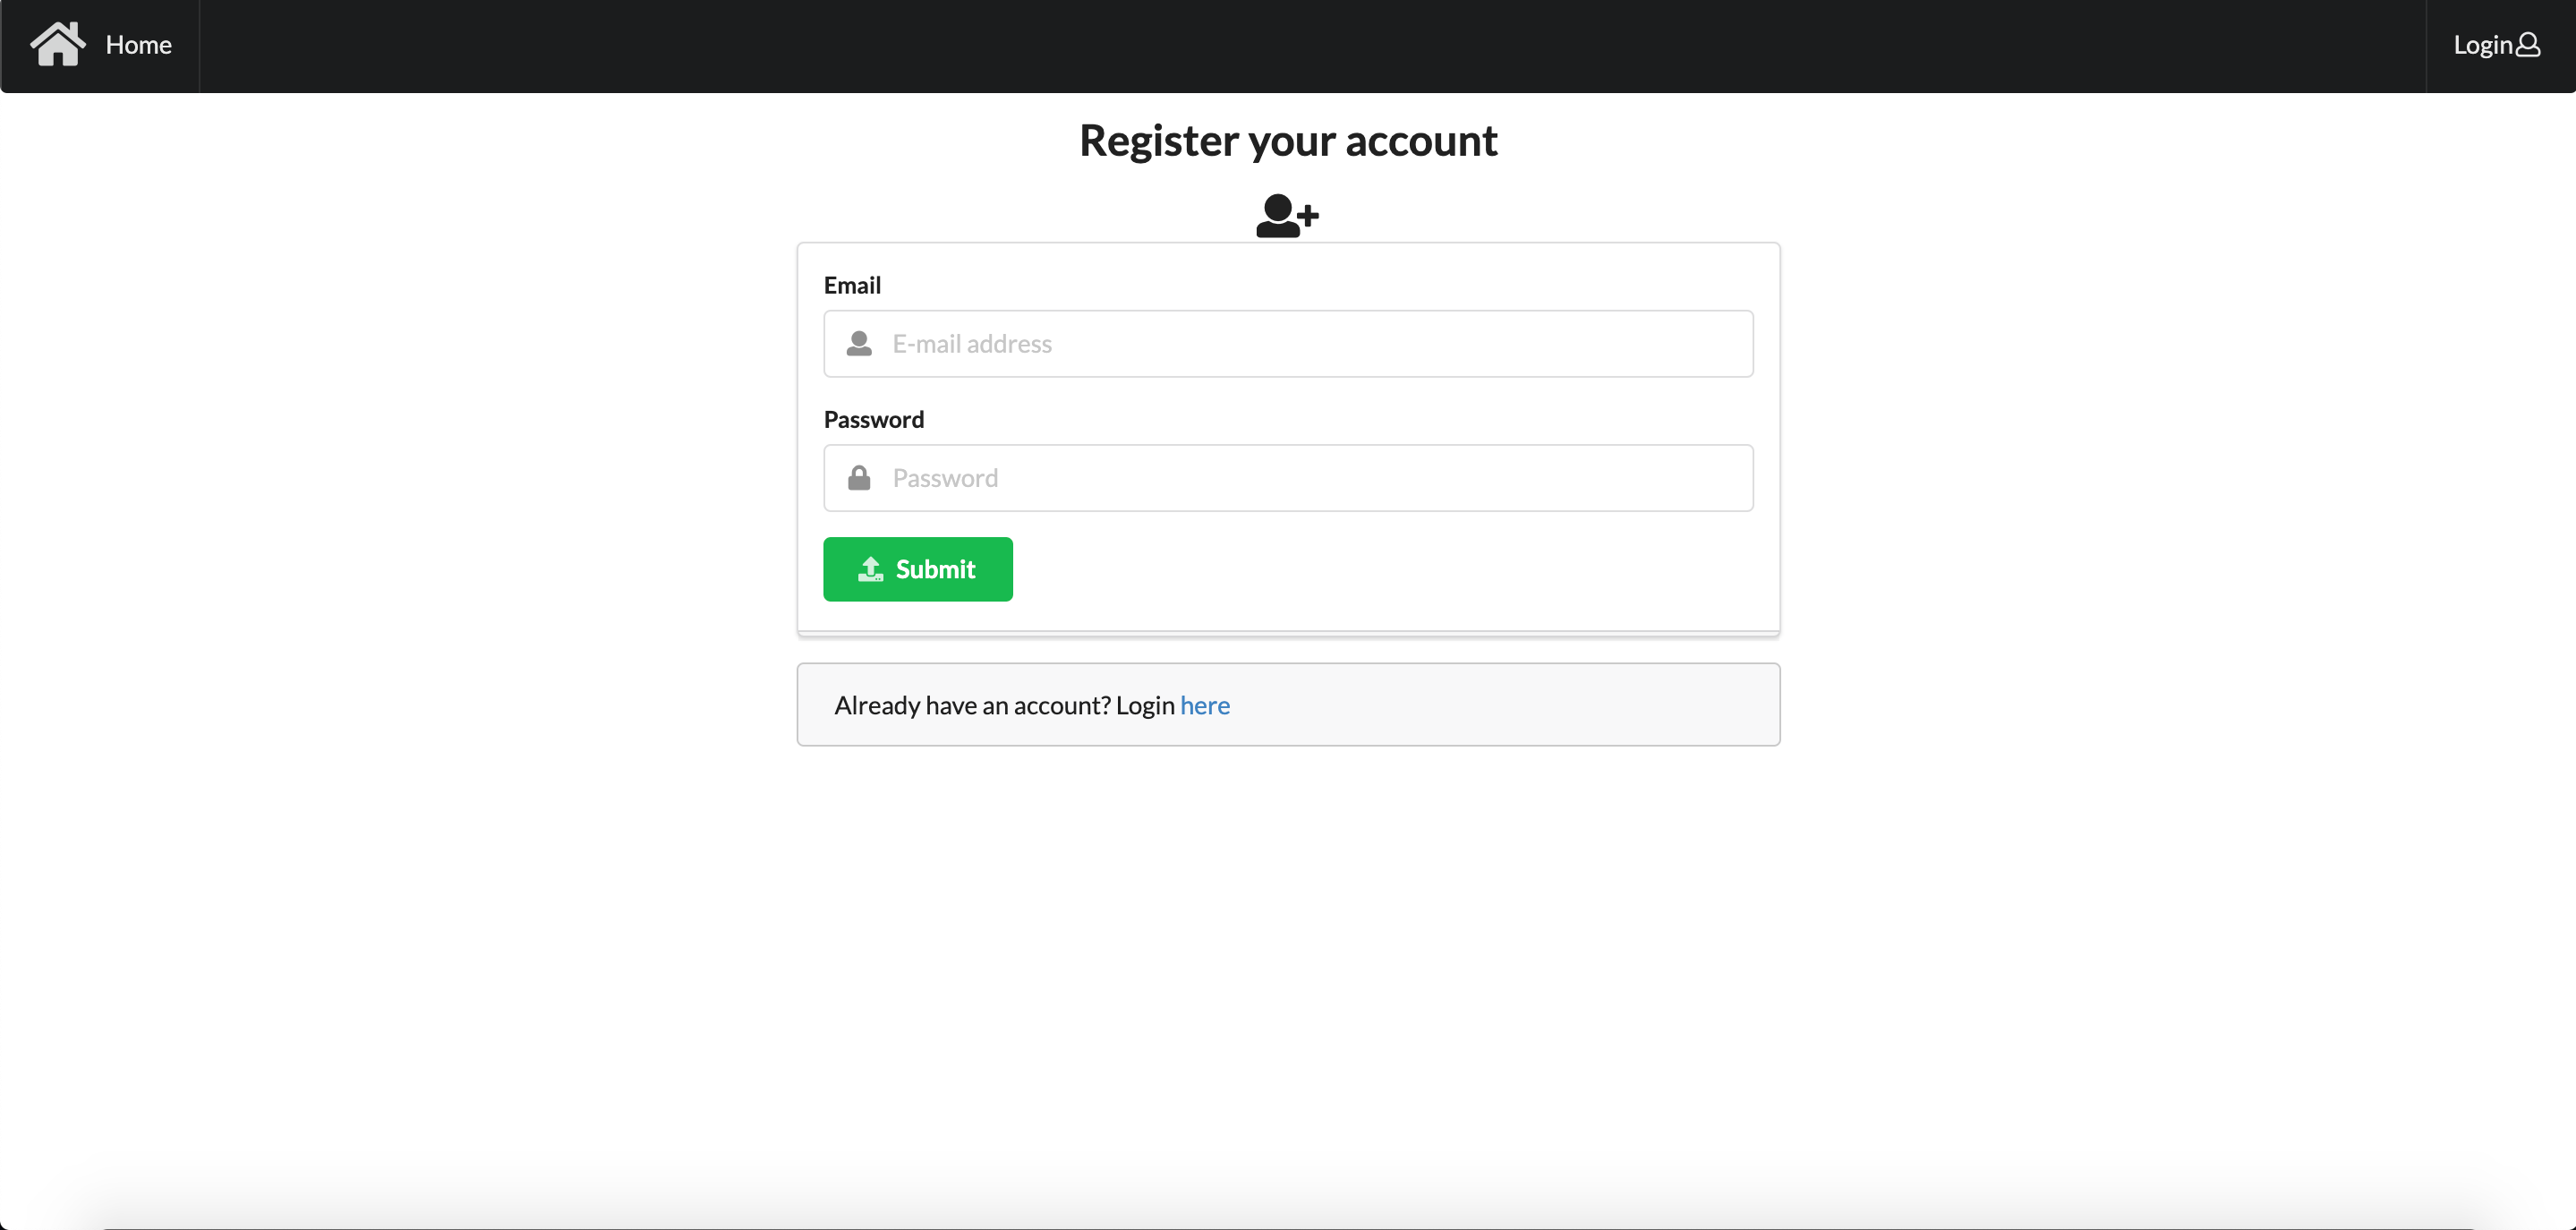 Home
Login
Register your account
Email
E-mail address
Password
Password
Submit
Already have an account? Login here